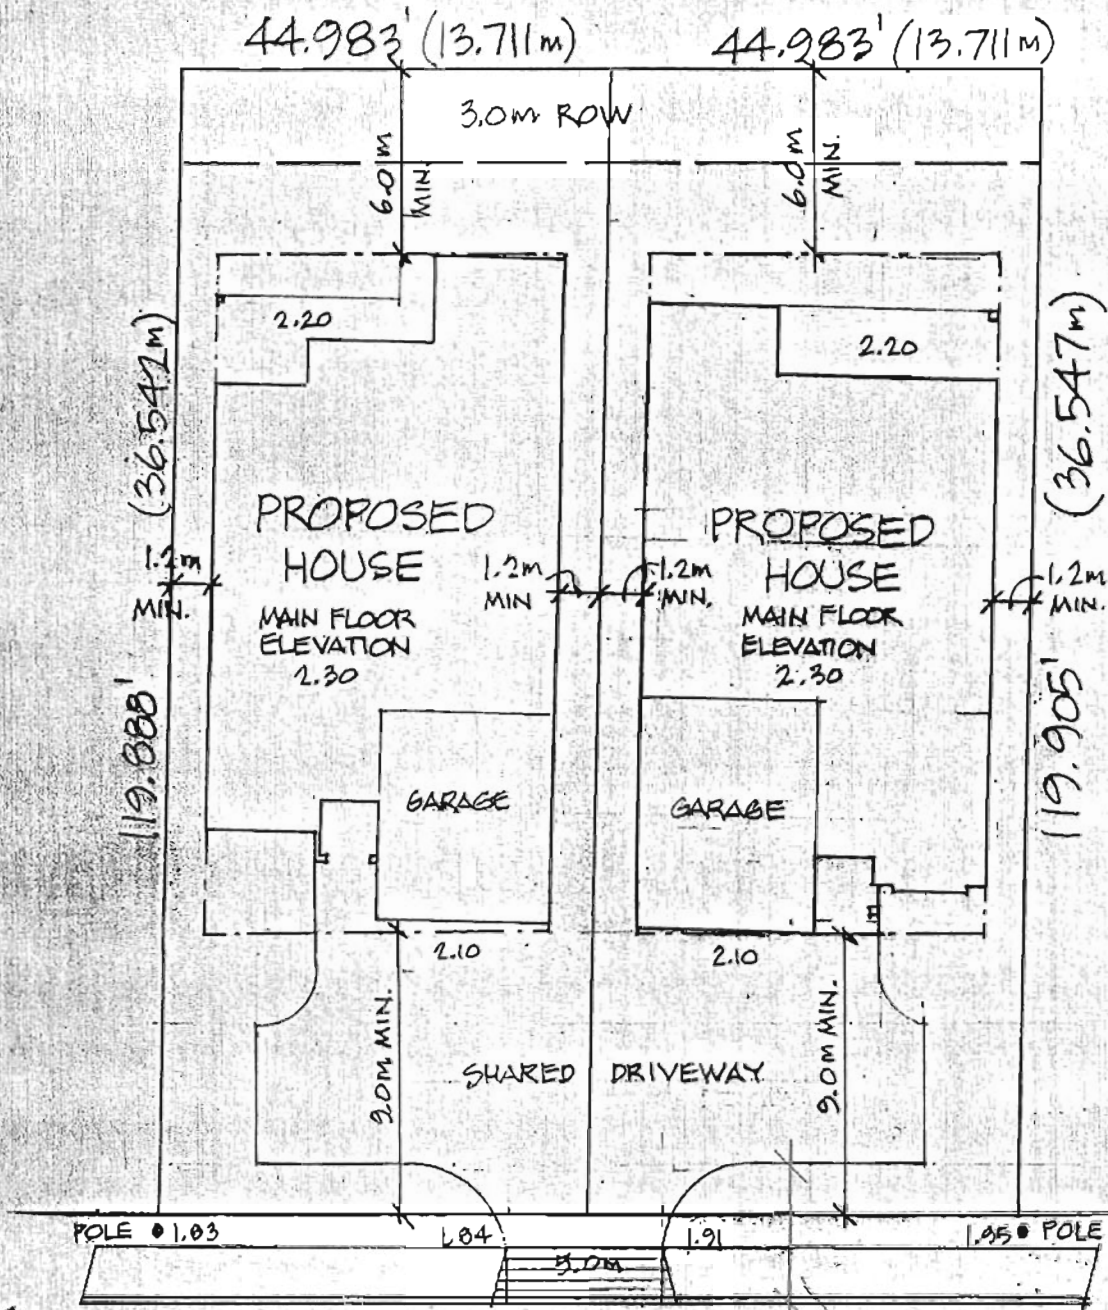 44.983' (13.711m)
44.983' (13.711m)
3.0m ROW
6.0m
MIN.
6.0m
MIN.
2.20
2.20
(36.542m)
(36.547m)
PROPOSED
HOUSE
MAIN FLOOR
ELEVATION
2.30
PROPOSED
HOUSE
MAIN FLOOR
ELEVATION
2.30
1.2m
MIN.
1.2m
MIN
1.2m
MIN.
1.2m
MIN.
119.888'
119.905'
GARAGE
GARAGE
2.10
2.10
9.0m MIN.
9.0m MIN.
SHARED DRIVEWAY
POLE 1.83
1.84
1.91
1.95 POLE
5.0m